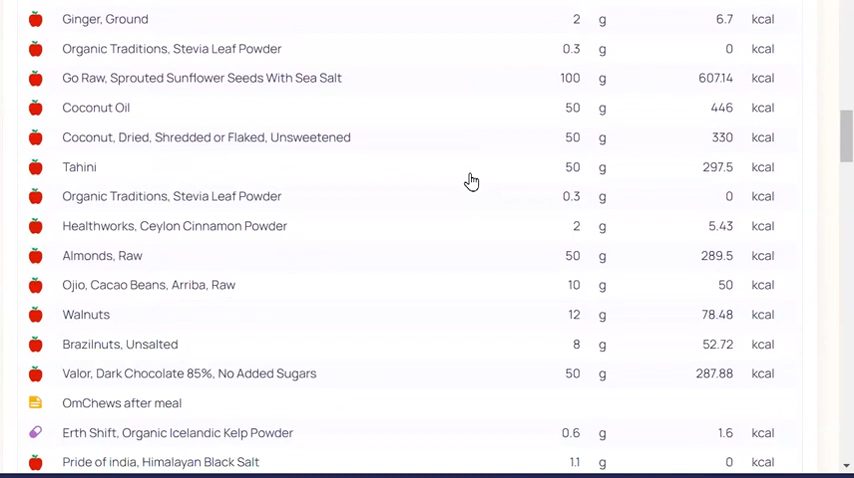 Ginger, Ground 2 g 6.7 kcal
Organic Traditions, Stevia Leaf Powder 0.3 g 0 kcal
Go Raw, Sprouted Sunflower Seeds With Sea Salt 100 g 607.14 kcal
Coconut Oil 50 g 446 kcal
Coconut, Dried, Shredded or Flaked, Unsweetened 50 g 330 kcal
Tahini 50 g 297.5 kcal
Organic Traditions, Stevia Leaf Powder 0.3 g 0 kcal
Healthworks, Ceylon Cinnamon Powder 2 g 5.43 kcal
Almonds, Raw 50 g 289.5 kcal
Ojio, Cacao Beans, Arriba, Raw 10 g 50 kcal
Walnuts 12 g 78.48 kcal
Brazilnuts, Unsalted 8 g 52.72 kcal
Valor, Dark Chocolate 85%, No Added Sugars 50 g 287.88 kcal
OmChews after meal
Erth Shift, Organic Icelandic Kelp Powder 0.6 g 1.6 kcal
Pride of india, Himalayan Black Salt 1.1 g 0 kcal